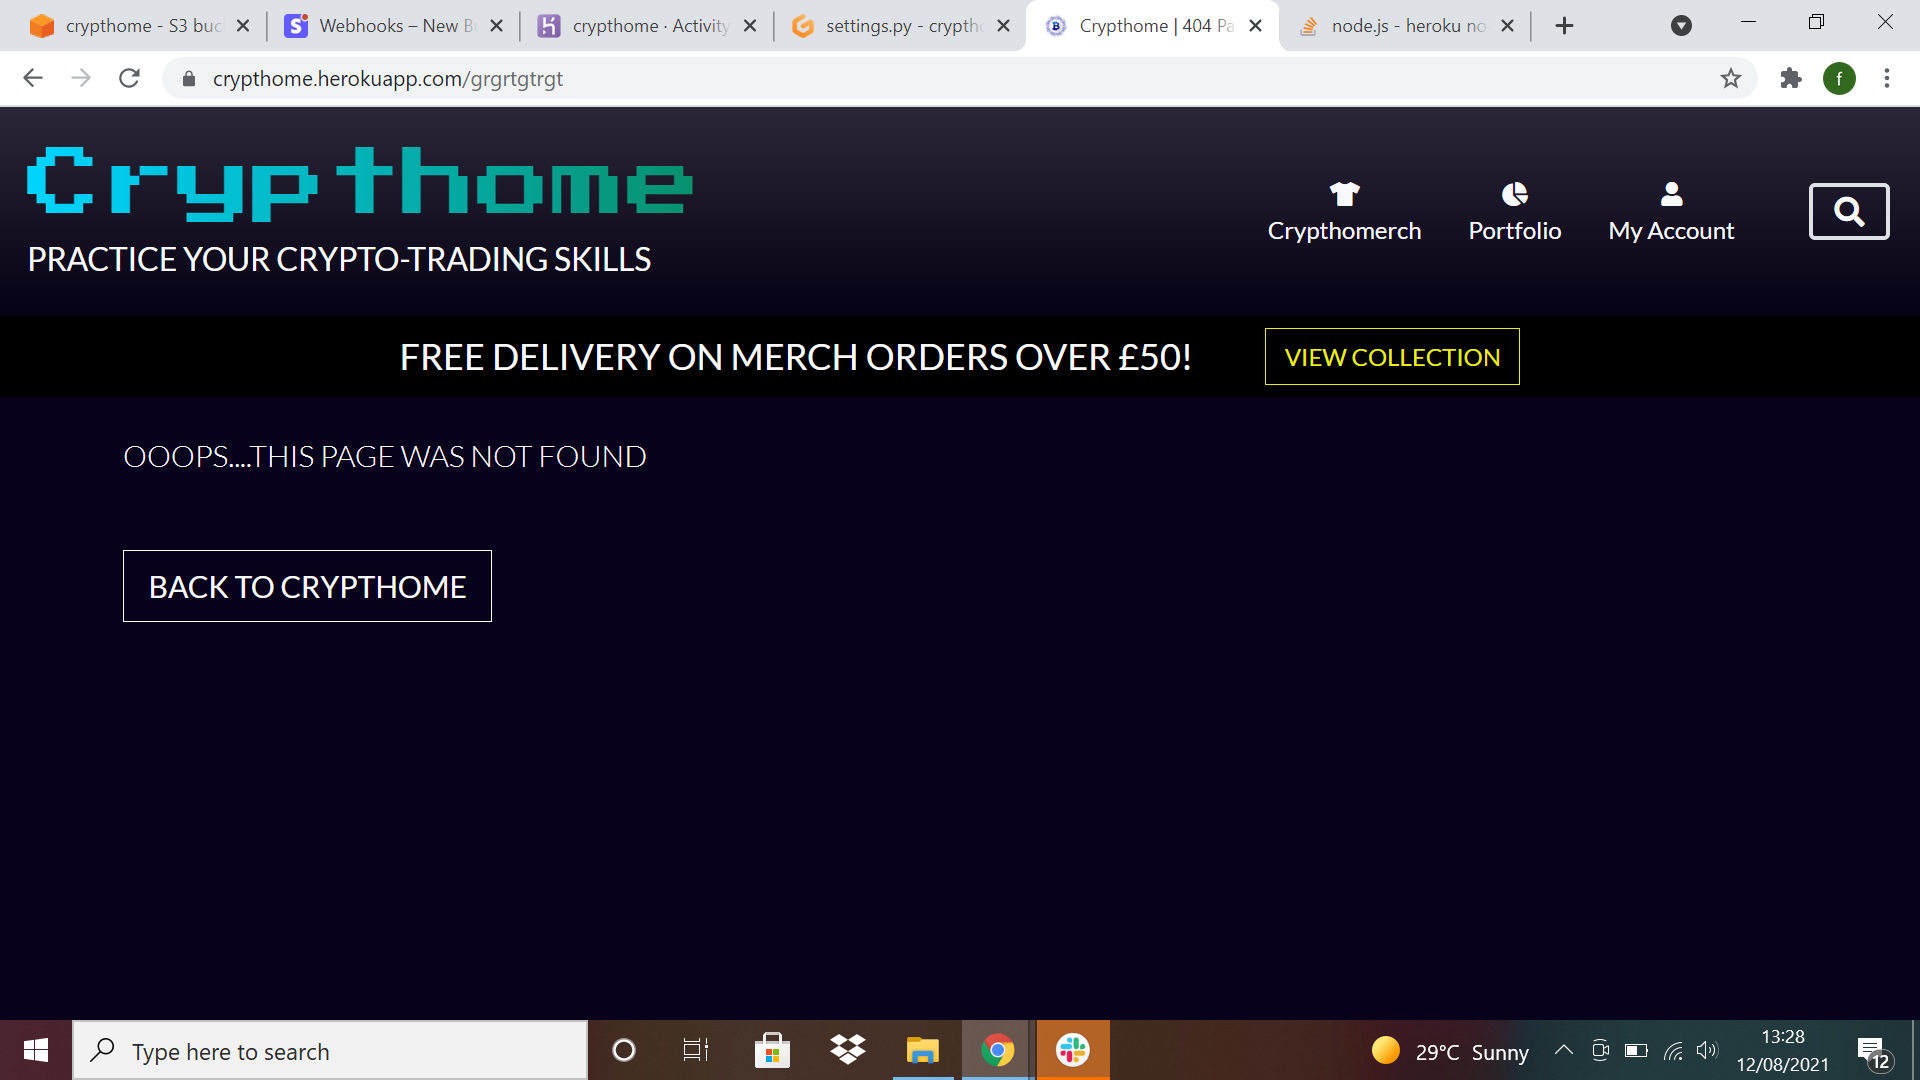 crypthome - S3 buc
Webhooks – New B
crypthome · Activity
settings.py - cryptho
Crypthome | 404 Pa
node.js - heroku no
crypthome.herokuapp.com/grgrtgtrgt
f
Crypthome
PRACTICE YOUR CRYPTO-TRADING SKILLS
Crypthomerch
Portfolio
My Account
FREE DELIVERY ON MERCH ORDERS OVER £50!
VIEW COLLECTION
OOOPS....THIS PAGE WAS NOT FOUND
BACK TO CRYPTHOME
Type here to search
29°C Sunny
13:28
12/08/2021
12